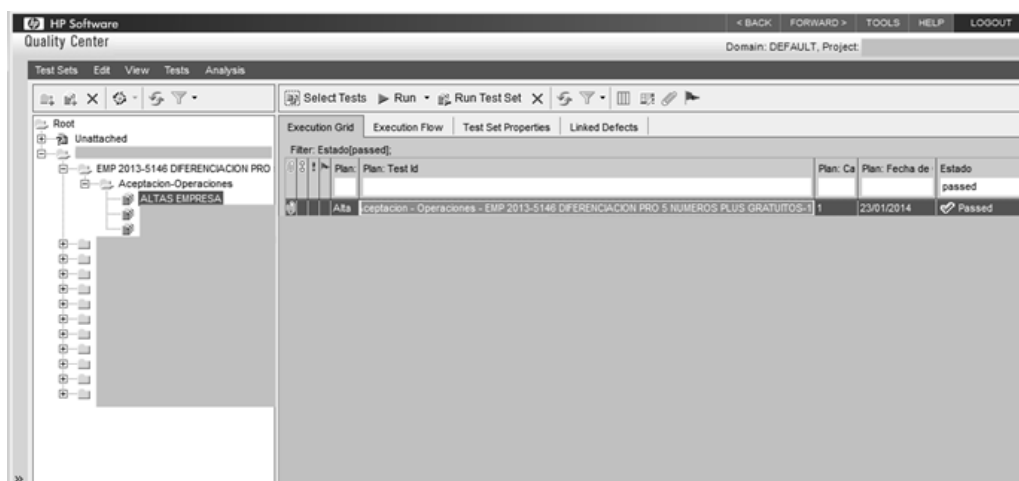 HP Software
< BACK FORWARD > TOOLS HELP LOGOUT
Quality Center
Domain: DEFAULT, Project:
Test Sets Edit View Tests Analysis
Select Tests Run Run Test Set
Root
Unattached
EMP 2013-5146 DIFERENCIACION PRO
Aceptacion-Operaciones
ALTAS EMPRESA
Execution Grid Execution Flow Test Set Properties Linked Defects
Filter: Estado[passed];
Plan: Plan: Test Id Plan: Ca Plan: Fecha de Estado
passed
Alta ceptacion - Operaciones - EMP 2013-5146 DIFERENCIACION PRO 5 NUMEROS PLUS GRATUITOS-1 1 23/01/2014 Passed
»